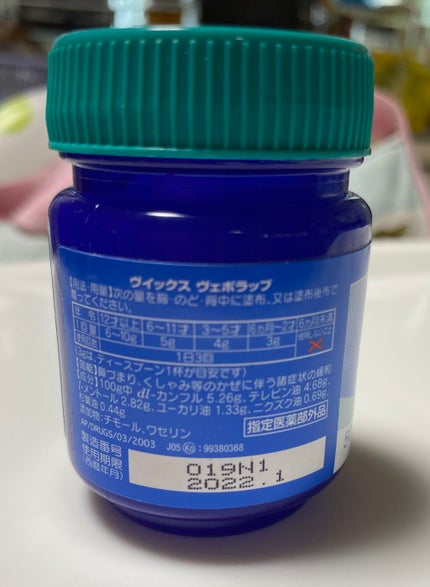 ヴイックス ヴェポラップ
【用法・用量】次の量を胸・のど・背中に塗布、又は塗布後布で
覆ってください。
年 令 12才以上 6〜11才 3〜5才 6ヵ月〜2才 6ヵ月未満
1回量 6〜10g 5g 4g 3g 使用しないこと
使用回数 1日3回 ×
(3gは、ティースプーン1杯が目安です)
【効能】鼻づまり、くしゃみ等のかぜに伴う諸症状の緩和
【成分】100g中 dl-カンフル 5.26g、テレビン油 4.68g、
l-メントール 2.82g、ユーカリ油 1.33g、ニクズク油 0.69g、
杉葉油 0.44g
添加物:チモール、ワセリン
指定医薬部外品
AP/DRUGS/03/2003 J05 Kg : 99380368
製造番号
使用期限
(西暦年月)
019N1
2022.1